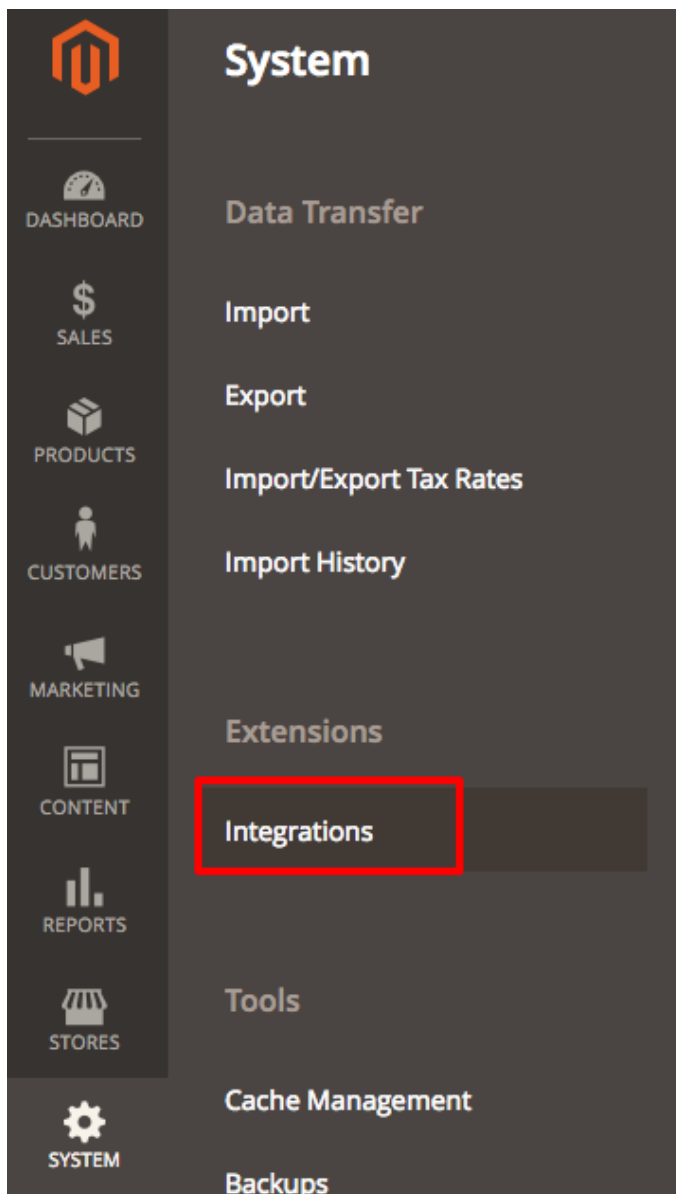 DASHBOARD
SALES
PRODUCTS
CUSTOMERS
MARKETING
CONTENT
REPORTS
STORES
SYSTEM
System
Data Transfer
Import
Export
Import/Export Tax Rates
Import History
Extensions
Integrations
Tools
Cache Management
Backups